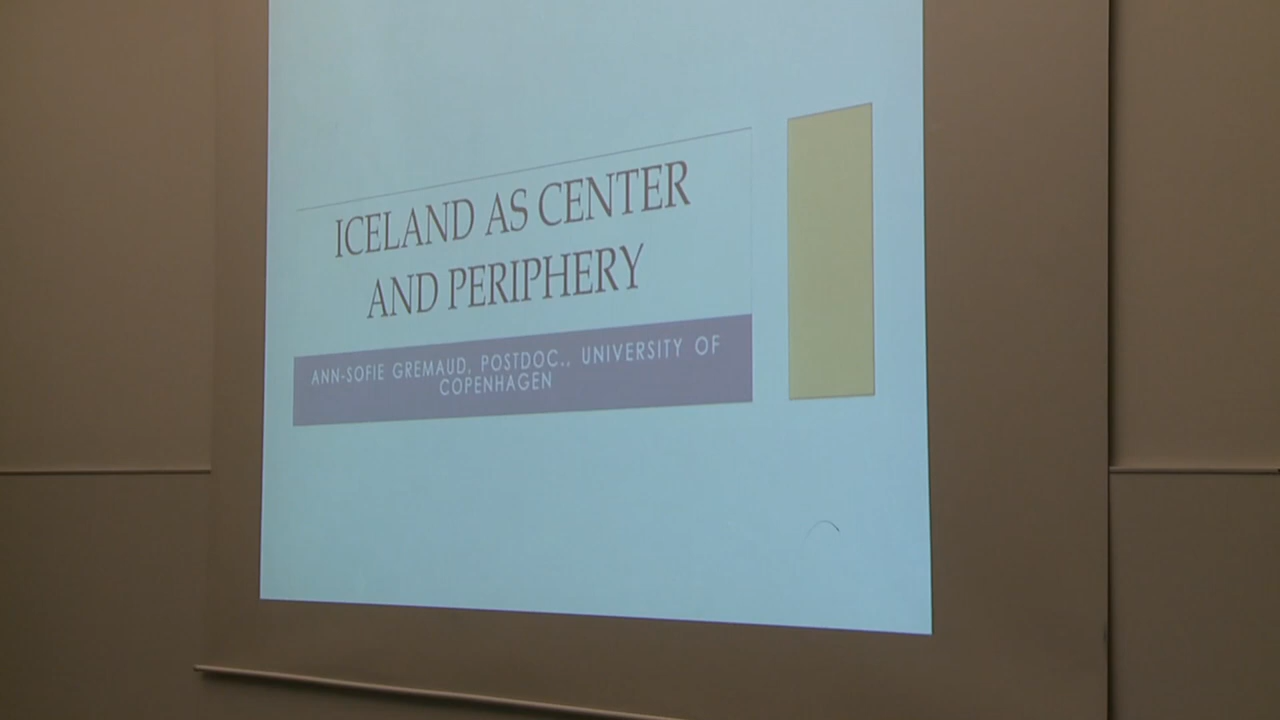 ICELAND AS CENTER
AND PERIPHERY
ANN-SOFIE GREMAUD, POSTDOC., UNIVERSITY OF
COPENHAGEN